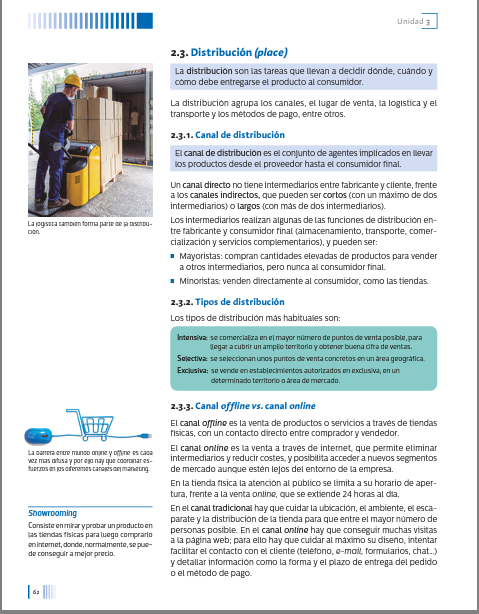 Unidad 3
2.3. Distribución (place)
La distribución son las tareas que llevan a decidir dónde, cuándo y
cómo debe entregarse el producto al consumidor.
La distribución agrupa los canales, el lugar de venta, la logística y el
transporte y los métodos de pago, entre otros.
2.3.1. Canal de distribución
El canal de distribución es el conjunto de agentes implicados en llevar
los productos desde el proveedor hasta el consumidor final.
Un canal directo no tiene intermediarios entre fabricante y cliente, frente
a los canales indirectos, que pueden ser cortos (con un máximo de dos
intermediarios) o largos (con más de dos intermediarios).
Los intermediarios realizan algunas de las funciones de distribución en-
tre fabricante y consumidor final (almacenamiento, transporte, comer-
cialización y servicios complementarios), y pueden ser:
Mayoristas: compran cantidades elevadas de productos para vender
a otros intermediarios, pero nunca al consumidor final.
Minoristas: venden directamente al consumidor, como las tiendas.
2.3.2. Tipos de distribución
Los tipos de distribución más habituales son:
Intensiva: se comercializa en el mayor número de puntos de venta posible, para
llegar a cubrir un amplio territorio y obtener buena cifra de ventas.
Selectiva: se seleccionan unos puntos de venta concretos en un área geográfica.
Exclusiva: se vende en establecimientos autorizados en exclusiva, en un
determinado territorio o área de mercado.
2.3.3. Canal offline vs. canal online
El canal offline es la venta de productos o servicios a través de tiendas
físicas, con un contacto directo entre comprador y vendedor.
El canal online es la venta a través de internet, que permite eliminar
intermediarios y reducir costes, y posibilita acceder a nuevos segmentos
de mercado aunque estén lejos del entorno de la empresa.
En la tienda física la atención al público se limita a su horario de aper-
tura, frente a la venta online, que se extiende 24 horas al día.
En el canal tradicional hay que cuidar la ubicación, el ambiente, el esca-
parate y la distribución de la tienda para que entre el mayor número de
personas posible. En el canal online hay que conseguir muchas visitas
a la página web; para ello hay que cuidar al máximo su diseño, intentar
facilitar el contacto con el cliente (teléfono, e-mail, formularios, chat...)
y detallar información como la forma y el plazo de entrega del pedido
o el método de pago.
La logística también forma parte de la distribu-
ción.
La barrera entre mundo online y offline es cada
vez más difusa y por ello hay que coordinar es-
fuerzos en los diferentes canales del marketing.
Showrooming
Consiste en mirar y probar un producto en
las tiendas físicas para luego comprarlo
en internet, donde, normalmente, se pue-
de conseguir a mejor precio.
62